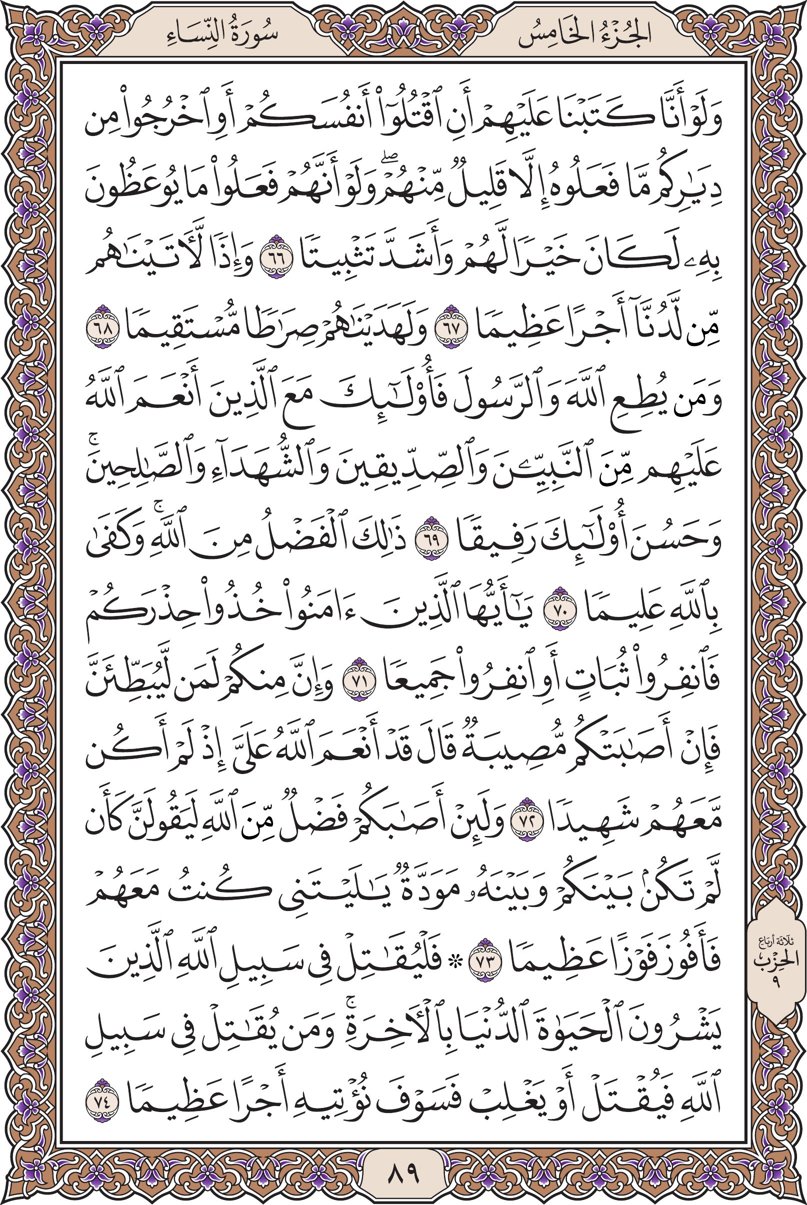 سُورَةُ النِّسَاءِ
الجُزْءُ الخَامِسُ
وَلَوْ أَنَّا كَتَبْنَا عَلَيْهِمْ أَنِ ٱقْتُلُوٓا۟ أَنفُسَكُمْ أَوِ ٱخْرُجُوا۟ مِن
دِيَـٰرِكُم مَّا فَعَلُوهُ إِلَّا قَلِيلٌ مِّنْهُمْ ۖ وَلَوْ أَنَّهُمْ فَعَلُوا۟ مَا يُوعَظُونَ
بِهِۦ لَكَانَ خَيْرًا لَّهُمْ وَأَشَدَّ تَثْبِيتًا ٦٦ وَإِذًا لَّـَٔاتَيْنَـٰهُم
مِّن لَّدُنَّآ أَجْرًا عَظِيمًا ٦٧ وَلَهَدَيْنَـٰهُمْ صِرَٰطًا مُّسْتَقِيمًا ٦٨
وَمَن يُطِعِ ٱللَّهَ وَٱلرَّسُولَ فَأُو۟لَـٰٓئِكَ مَعَ ٱلَّذِينَ أَنْعَمَ ٱللَّهُ
عَلَيْهِم مِّنَ ٱلنَّبِيِّـۧنَ وَٱلصِّدِّيقِينَ وَٱلشُّهَدَآءِ وَٱلصَّـٰلِحِينَ ۚ
وَحَسُنَ أُو۟لَـٰٓئِكَ رَفِيقًا ٦٩ ذَٰلِكَ ٱلْفَضْلُ مِنَ ٱللَّهِ ۚ وَكَفَىٰ
بِٱللَّهِ عَلِيمًا ٧٠ يَـٰٓأَيُّهَا ٱلَّذِينَ ءَامَنُوا۟ خُذُوا۟ حِذْرَكُمْ
فَٱنفِرُوا۟ ثُبَاتٍ أَوِ ٱنفِرُوا۟ جَمِيعًا ٧١ وَإِنَّ مِنكُمْ لَمَن لَّيُبَطِّئَنَّ
فَإِنْ أَصَـٰبَتْكُم مُّصِيبَةٌ قَالَ قَدْ أَنْعَمَ ٱللَّهُ عَلَىَّ إِذْ لَمْ أَكُن
مَّعَهُمْ شَهِيدًا ٧٢ وَلَئِنْ أَصَـٰبَكُمْ فَضْلٌ مِّنَ ٱللَّهِ لَيَقُولَنَّ كَأَن
لَّمْ تَكُنۢ بَيْنَكُمْ وَبَيْنَهُۥ مَوَدَّةٌ يَـٰلَيْتَنِى كُنتُ مَعَهُمْ
فَأَفُوزَ فَوْزًا عَظِيمًا ٧٣ * فَلْيُقَـٰتِلْ فِى سَبِيلِ ٱللَّهِ ٱلَّذِينَ
يَشْرُونَ ٱلْحَيَوٰةَ ٱلدُّنْيَا بِٱلْـَٔاخِرَةِ ۚ وَمَن يُقَـٰتِلْ فِى سَبِيلِ
ٱللَّهِ فَيُقْتَلْ أَوْ يَغْلِبْ فَسَوْفَ نُؤْتِيهِ أَجْرًا عَظِيمًا ٧٤
ثلاثة أرباع
الحِزْب
٩
٨٩